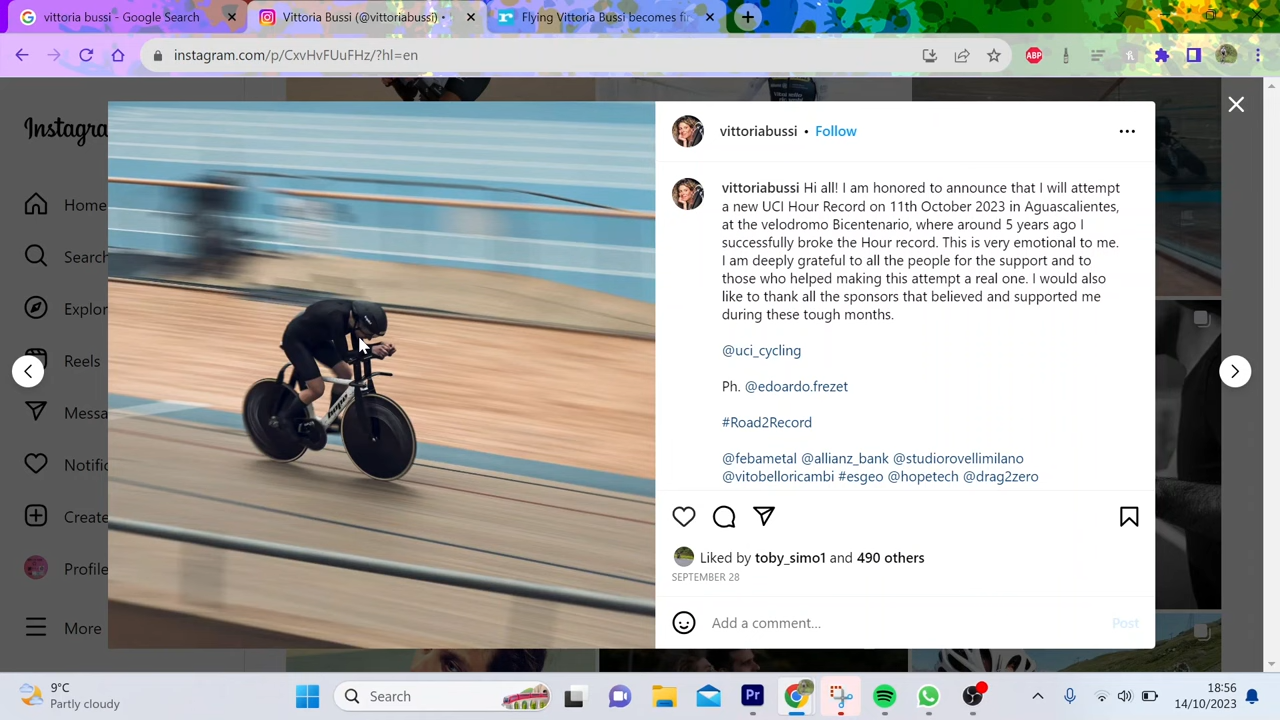 vittoria bussi - Google Search
Instagram Vittoria Bussi (@vittoriabussi) •
Flying Vittoria Bussi becomes fi
instagram.com/p/CxvHvFUuFHz/?hl=en
ABP
Instagra
Home
Search
Explor
Reels
Messa
Notific
Create
Profile
More
vittoriabussi • Follow
vittoriabussi Hi all! I am honored to announce that I will attempt
a new UCI Hour Record on 11th October 2023 in Aguascalientes,
at the velodromo Bicentenario, where around 5 years ago I
successfully broke the Hour record. This is very emotional to me.
I am deeply grateful to all the people for the support and to
those who helped making this attempt a real one. I would also
like to thank all the sponsors that believed and supported me
during these tough months.
@uci_cycling
Ph. @edoardo.frezet
#Road2Record
@febametal @allianz_bank @studiorovellimilano
@vitobelloricambi #esgeo @hopetech @drag2zero
Liked by toby_simo1 and 490 others
SEPTEMBER 28
Add a comment...
Post
9°C
Partly cloudy
Search
Pr
18:56
14/10/2023